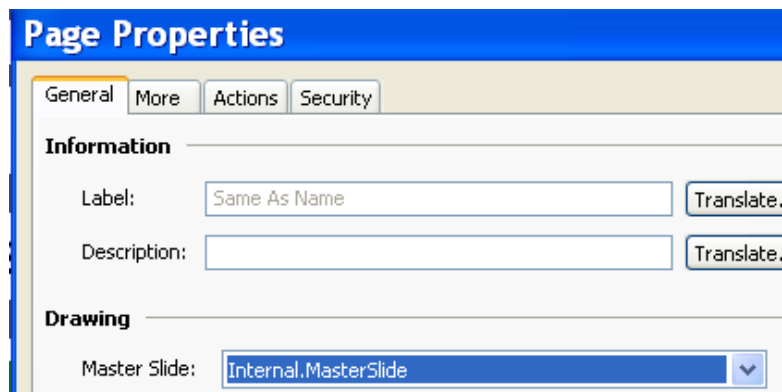 Page Properties
General More Actions Security
Information
Label: Same As Name Translate.
Description: Translate.
Drawing
Master Slide: Internal.MasterSlide